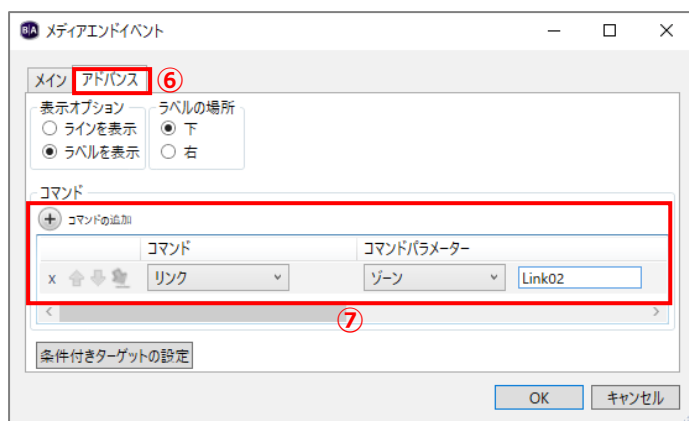 BA メディアエンドイベント
メイン アドバンス ⑥
表示オプション ラベルの場所
ラインを表示 下
ラベルを表示 右
コマンド
コマンドの追加
コマンド コマンドパラメーター
x リンク ゾーン Link02
⑦
条件付きターゲットの設定
OK キャンセル